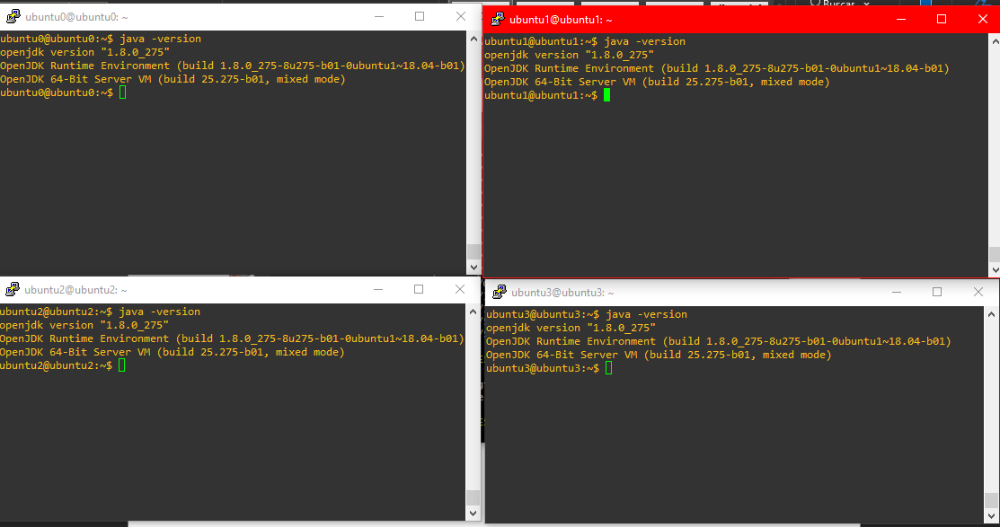 Buscar
ubuntu0@ubuntu0: ~
ubuntu0@ubuntu0:~$ java -version
openjdk version "1.8.0_275"
OpenJDK Runtime Environment (build 1.8.0_275-8u275-b01-0ubuntu1~18.04-b01)
OpenJDK 64-Bit Server VM (build 25.275-b01, mixed mode)
ubuntu0@ubuntu0:~$
ubuntu1@ubuntu1: ~
ubuntu1@ubuntu1:~$ java -version
openjdk version "1.8.0_275"
OpenJDK Runtime Environment (build 1.8.0_275-8u275-b01-0ubuntu1~18.04-b01)
OpenJDK 64-Bit Server VM (build 25.275-b01, mixed mode)
ubuntu1@ubuntu1:~$
ubuntu2@ubuntu2: ~
ubuntu2@ubuntu2:~$ java -version
openjdk version "1.8.0_275"
OpenJDK Runtime Environment (build 1.8.0_275-8u275-b01-0ubuntu1~18.04-b01)
OpenJDK 64-Bit Server VM (build 25.275-b01, mixed mode)
ubuntu2@ubuntu2:~$
ubuntu3@ubuntu3: ~
ubuntu3@ubuntu3:~$ java -version
openjdk version "1.8.0_275"
OpenJDK Runtime Environment (build 1.8.0_275-8u275-b01-0ubuntu1~18.04-b01)
OpenJDK 64-Bit Server VM (build 25.275-b01, mixed mode)
ubuntu3@ubuntu3:~$